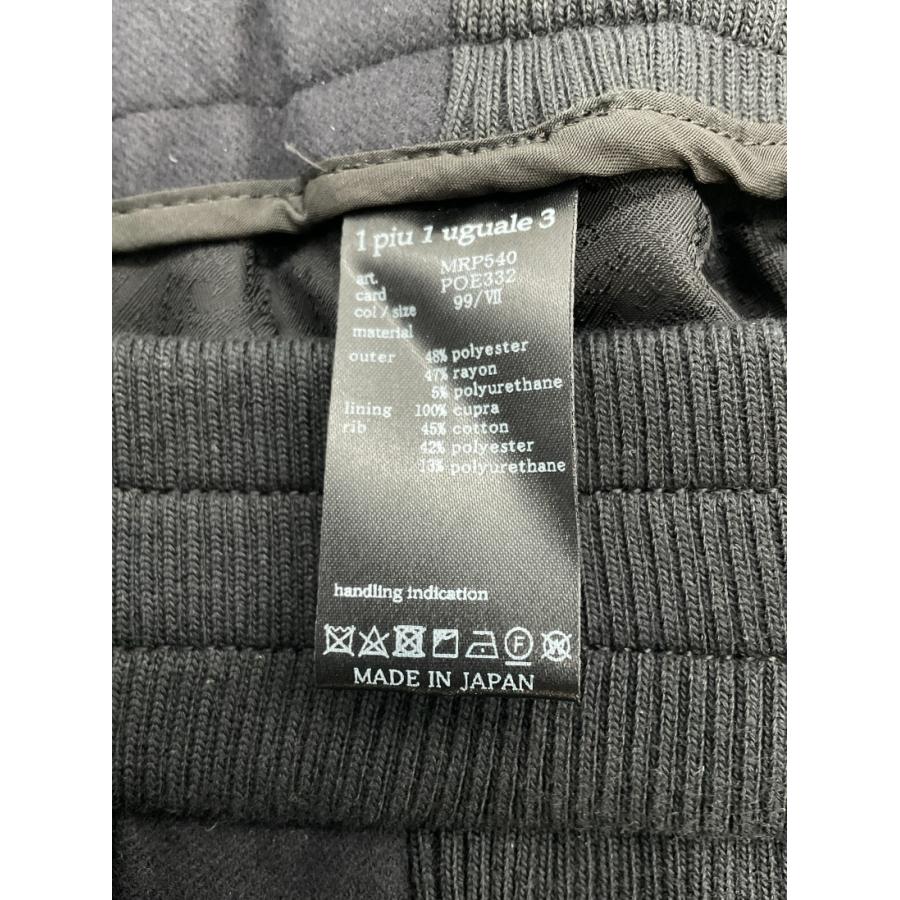 1 piu 1 uguale 3
art. MRP540
card POE332
col / size 99/Ⅶ
material
outer 48% polyester
47% rayon
5% polyurethane
lining 100% cupra
rib 45% cotton
42% polyester
13% polyurethane
handling indication
F W
MADE IN JAPAN